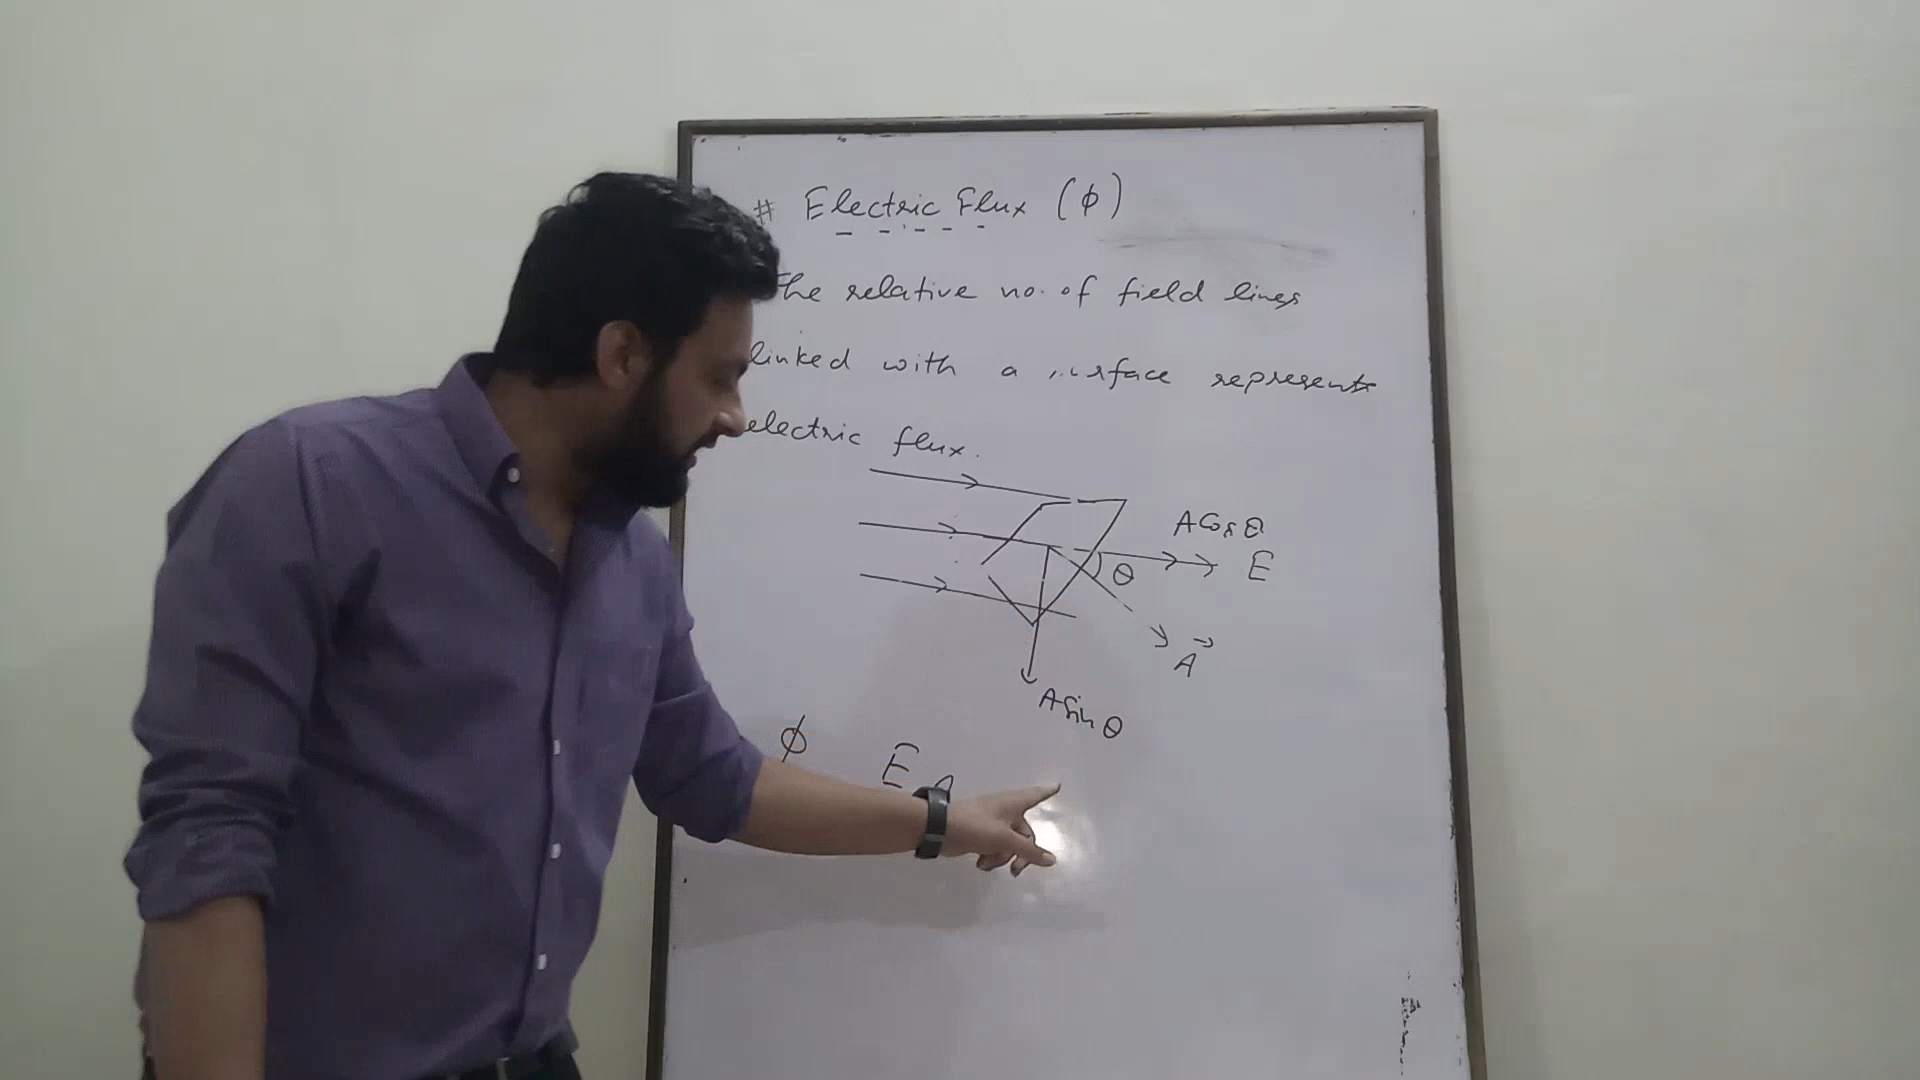 # Electric Flux (ϕ)
The relative no. of field lines
linked with a surface represents
electric flux.
A Cos θ
E
θ
A
A Sin θ
ϕ E